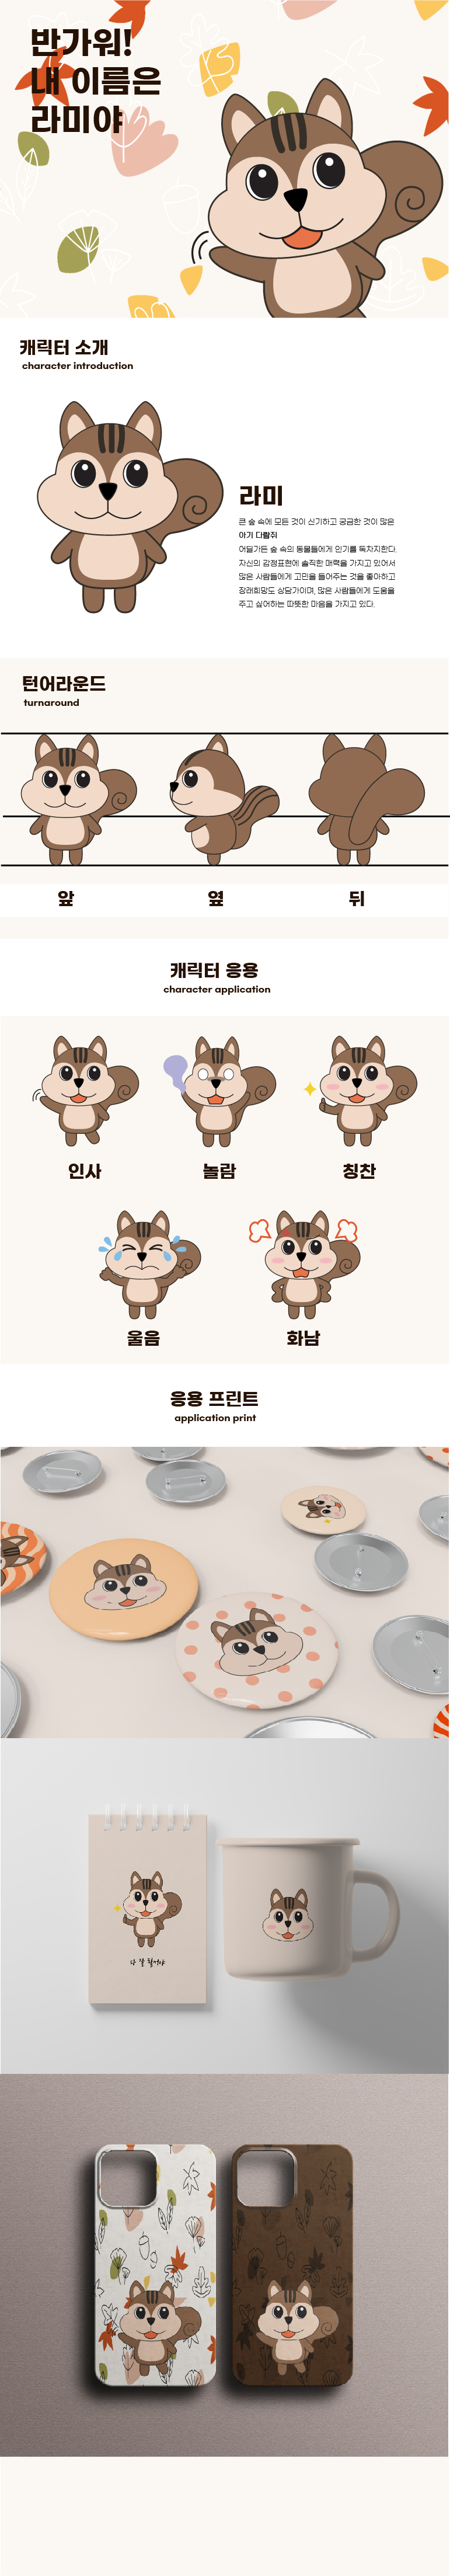 반가워!
내 이름은
라미야
캐릭터 소개
character introduction
라미
큰 숲 속에 모든 것이 신기하고 궁금한 것이 많은
아기 다람쥐
어딜가든 숲 속의 동물들에게 인기를 독차지한다.
자신의 감정표현에 솔직한 매력을 가지고 있어서
많은 사람들에게 고민을 들어주는 것을 좋아하고
장래희망도 상담가이며, 많은 사람들에게 도움을
주고 싶어하는 따뜻한 마음을 가지고 있다.
턴어라운드
turnaround
앞 옆 뒤
캐릭터 응용
character application
인사 놀람 칭찬
울음 화남
응용 프린트
application print
다 잘 될거야